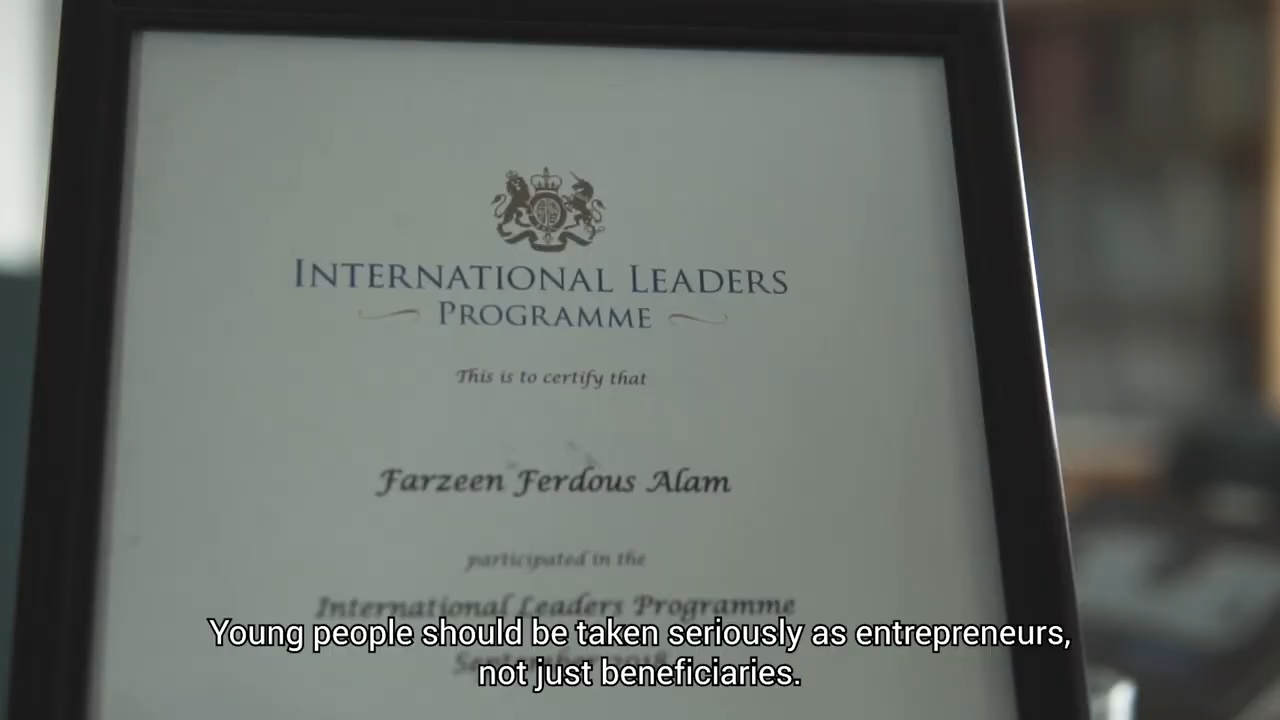 INTERNATIONAL LEADERS
PROGRAMME
This is to certify that
Farzeen Ferdous Alam
participated in the
International Leaders Programme
Young people should be taken seriously as entrepreneurs,
not just beneficiaries.